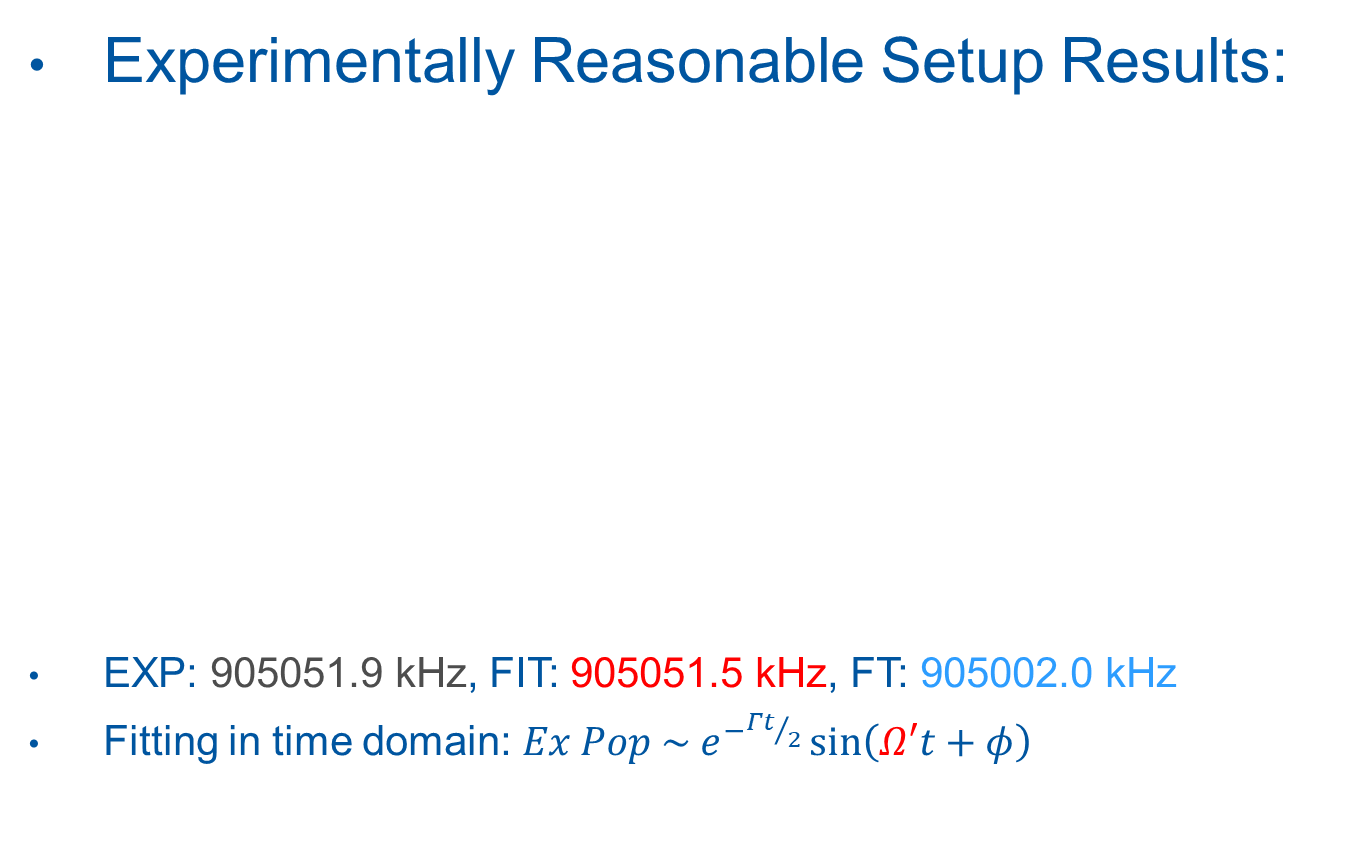 • Experimentally Reasonable Setup Results:
• EXP: 905051.9 kHz, FIT: 905051.5 kHz, FT: 905002.0 kHz
• Fitting in time domain: Ex Pop ~ e^{−Γt/2} sin(Ω′t + ϕ)